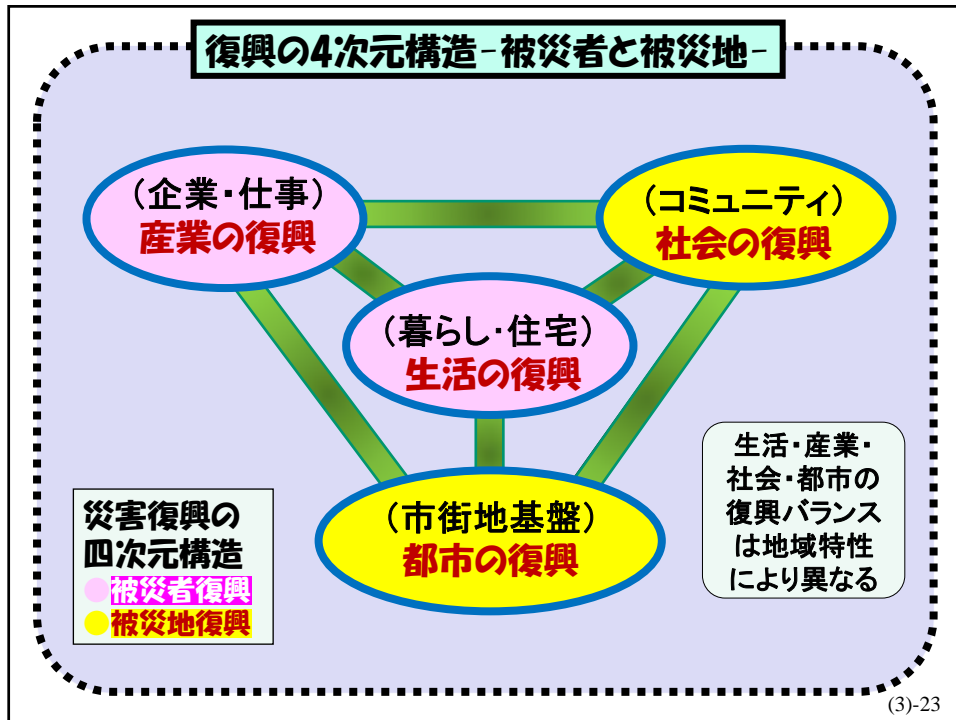 復興の4次元構造-被災者と被災地-
(企業・仕事)
産業の復興
(コミュニティ)
社会の復興
(暮らし・住宅)
生活の復興
(市街地基盤)
都市の復興
災害復興の
四次元構造
被災者復興
被災地復興
生活・産業・
社会・都市の
復興バランス
は地域特性
により異なる
(3)-23